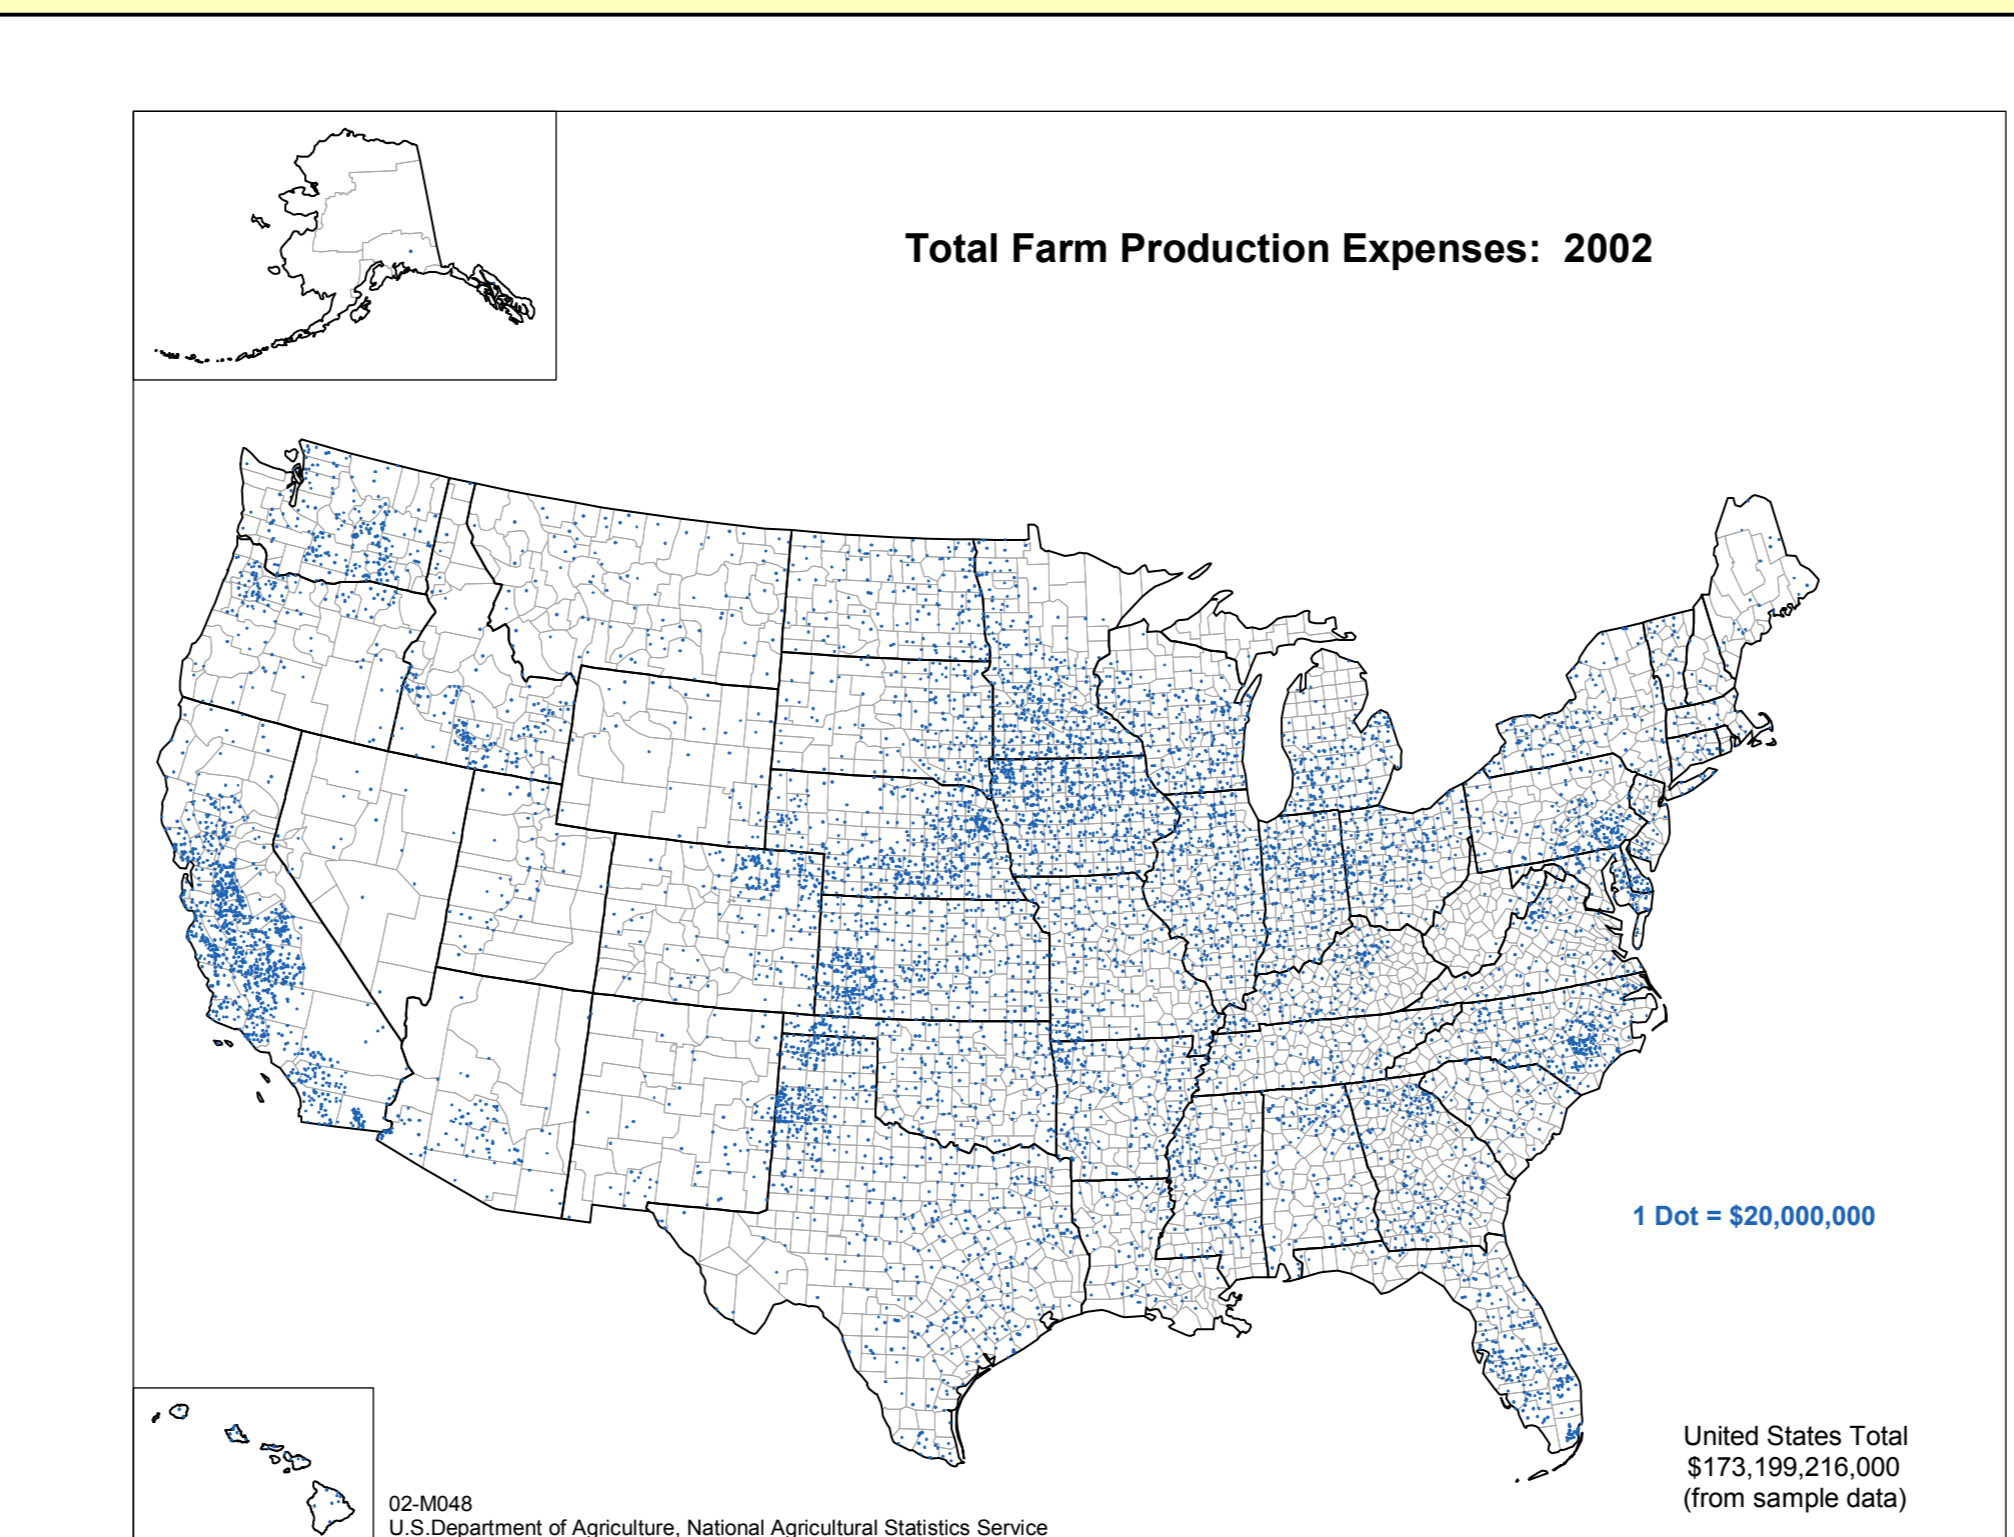 Total Farm Production Expenses: 2002
1 Dot = $20,000,000
United States Total
$173,199,216,000
(from sample data)
02-M048
U.S.Department of Agriculture, National Agricultural Statistics Service